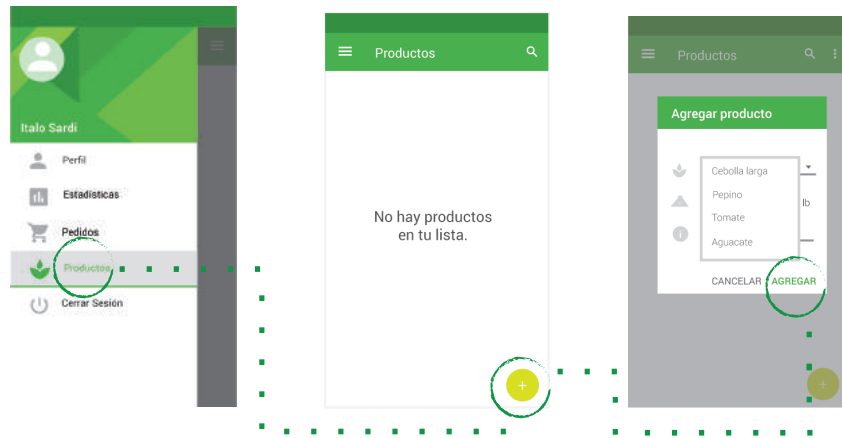 Italo Sardi
Perfil
Estadísticas
Pedidos
Productos
Cerrar Sesión
Productos
No hay productos
en tu lista.
+
Productos
Agregar producto
Cebolla larga
Pepino
lb
Tomate
Aguacate
CANCELAR AGREGAR
+